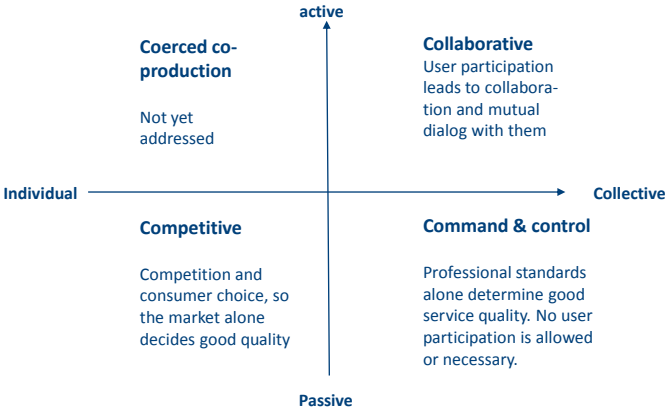 active
Coerced co-
production
Not yet
addressed
Collaborative
User participation
leads to collabora-
tion and mutual
dialog with them
Individual
Collective
Competitive
Competition and
consumer choice, so
the market alone
decides good quality
Command & control
Professional standards
alone determine good
service quality. No user
participation is allowed
or necessary.
Passive